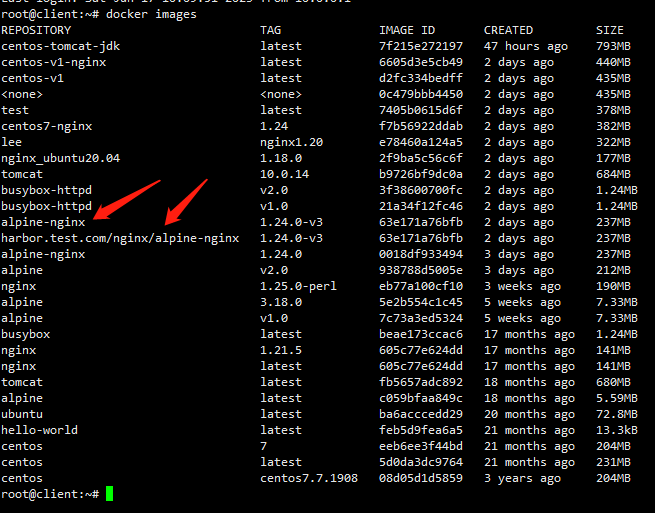 root@client:~# docker images
REPOSITORY TAG IMAGE ID CREATED SIZE
centos-tomcat-jdk latest 7f215e272197 47 hours ago 793MB
centos-v1-nginx latest 6605d3e5cb49 2 days ago 440MB
centos-v1 latest d2fc334bedff 2 days ago 435MB
<none> <none> 0c479bbb4450 2 days ago 435MB
test latest 7405b0615d6f 2 days ago 378MB
centos7-nginx 1.24 f7b56922ddab 2 days ago 382MB
lee nginx1.20 e78460a124a5 2 days ago 322MB
nginx_ubuntu20.04 1.18.0 2f9ba5c56c6f 2 days ago 177MB
tomcat 10.0.14 b9726bf9dc0a 2 days ago 684MB
busybox-httpd v2.0 3f38600700fc 2 days ago 1.24MB
busybox-httpd v1.0 21a34f12fc46 2 days ago 1.24MB
alpine-nginx 1.24.0-v3 63e171a76bfb 2 days ago 237MB
harbor.test.com/nginx/alpine-nginx 1.24.0-v3 63e171a76bfb 2 days ago 237MB
alpine-nginx 1.24.0 0018df933494 3 days ago 237MB
alpine v2.0 938788d5005e 3 days ago 212MB
nginx 1.25.0-perl eb77a100cf10 3 weeks ago 190MB
alpine 3.18.0 5e2b554c1c45 5 weeks ago 7.33MB
alpine v1.0 7c73a3ed5324 5 weeks ago 7.33MB
busybox latest beae173ccac6 17 months ago 1.24MB
nginx 1.21.5 605c77e624dd 17 months ago 141MB
nginx latest 605c77e624dd 17 months ago 141MB
tomcat latest fb5657adc892 18 months ago 680MB
alpine latest c059bfaa849c 18 months ago 5.59MB
ubuntu latest ba6acccedd29 20 months ago 72.8MB
hello-world latest feb5d9fea6a5 21 months ago 13.3kB
centos 7 eeb6ee3f44bd 21 months ago 204MB
centos latest 5d0da3dc9764 21 months ago 231MB
centos centos7.7.1908 08d05d1d5859 3 years ago 204MB
root@client:~#